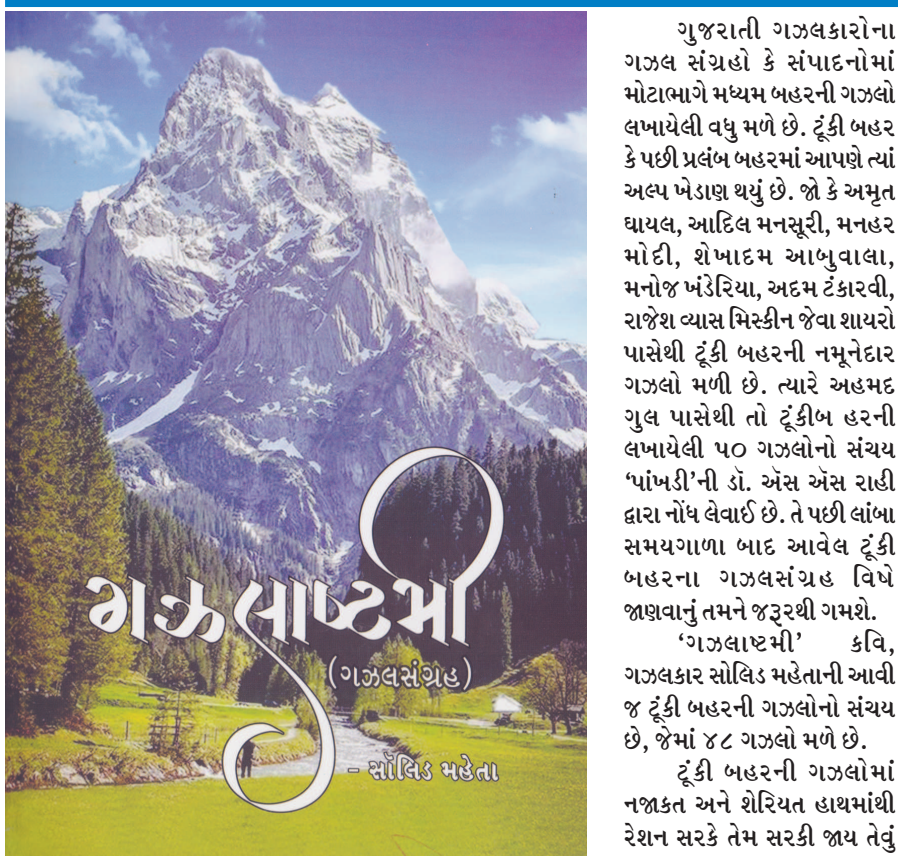 ગઝલાષ્ટમી
(ગઝલસંગ્રહ)
- સૉલિડ મહેતા
ગુજરાતી ગઝલકારોના
ગઝલ સંગ્રહો કે સંપાદનોમાં
મોટાભાગે મધ્યમ બહરની ગઝલો
લખાયેલી વધુ મળે છે. ટૂંકી બહર
કે પછી પ્રલંબ બહરમાં આપણે ત્યાં
અલ્પ ખેડાણ થયું છે. જો કે અમૃત
ઘાયલ, આદિલ મનસૂરી, મનહર
મોદી, શેખાદમ આબુવાલા,
મનોજ ખંડેરિયા, અદમ ટંકારવી,
રાજેશ વ્યાસ મિસ્કીન જેવા શાયરો
પાસેથી ટૂંકી બહરની નમૂનેદાર
ગઝલો મળી છે. ત્યારે અહમદ
ગુલ પાસેથી તો ટૂંકીબ હરની
લખાયેલી ૫૦ ગઝલોનો સંચય
‘પાંખડી’ની ડૉ. ઍસ ઍસ રાહી
દ્વારા નોંધ લેવાઈ છે. તે પછી લાંબા
સમયગાળા બાદ આવેલ ટૂંકી
બહરના ગઝલસંગ્રહ વિષે
જાણવાનું તમને જરૂરથી ગમશે.
‘ગઝલાષ્ટમી’ કવિ,
ગઝલકાર સોલિડ મહેતાની આવી
જ ટૂંકી બહરની ગઝલોનો સંચય
છે, જેમાં ૪૮ ગઝલો મળે છે.
ટૂંકી બહરની ગઝલોમાં
નજાકત અને શેરિયત હાથમાંથી
રેશન સરકે તેમ સરકી જાય તેવું